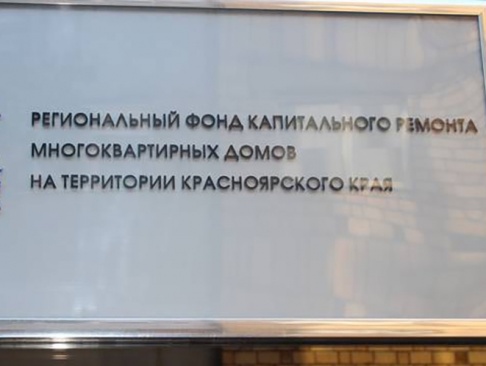 РЕГИОНАЛЬНЫЙ ФОНД КАПИТАЛЬНОГО РЕМОНТА
МНОГОКВАРТИРНЫХ ДОМОВ
НА ТЕРРИТОРИИ КРАСНОЯРСКОГО КРАЯ